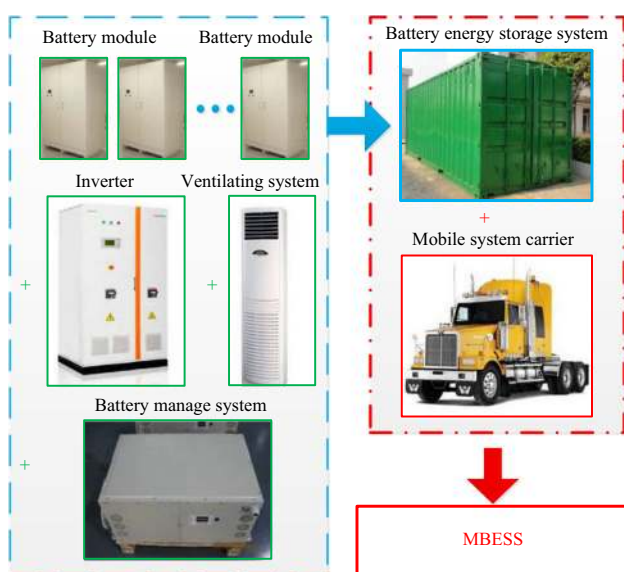 Battery module
Battery module
Inverter
Ventilating system
+
+
Battery manage system
+
Battery energy storage system
+
Mobile system carrier
MBESS